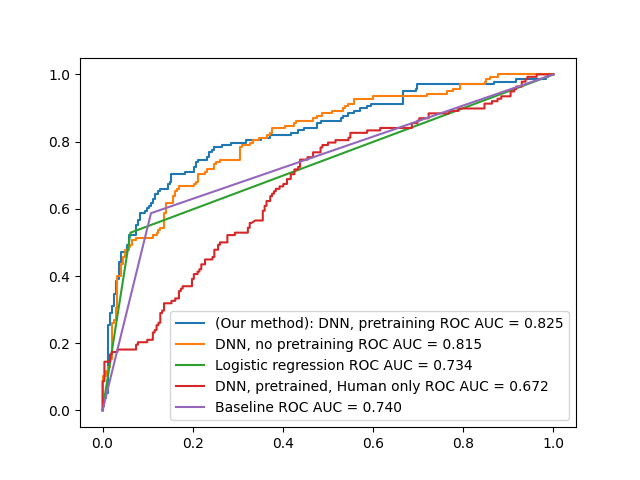 1.0
0.8
0.6
0.4
0.2
0.0
(Our method): DNN, pretraining ROC AUC = 0.825
DNN, no pretraining ROC AUC = 0.815
Logistic regression ROC AUC = 0.734
DNN, pretrained, Human only ROC AUC = 0.672
Baseline ROC AUC = 0.740
0.0 0.2 0.4 0.6 0.8 1.0